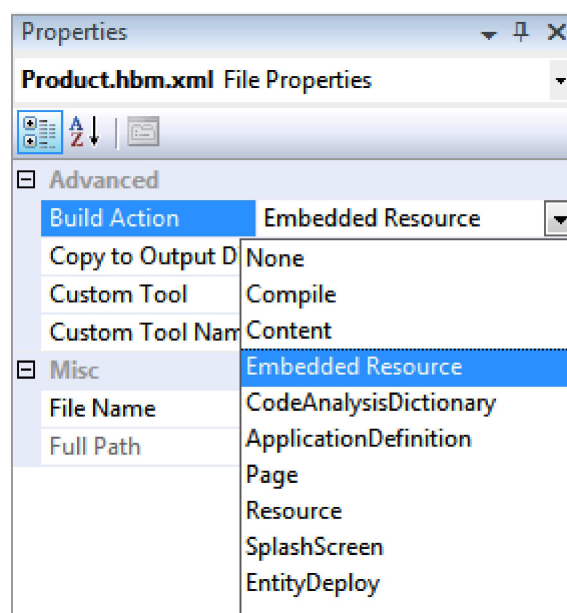 Properties
Product.hbm.xml File Properties
Advanced
Build Action Embedded Resource
Copy to Output D
None
Custom Tool
Compile
Custom Tool Nam
Content
Misc
Embedded Resource
File Name
CodeAnalysisDictionary
Full Path
ApplicationDefinition
Page
Resource
SplashScreen
EntityDeploy